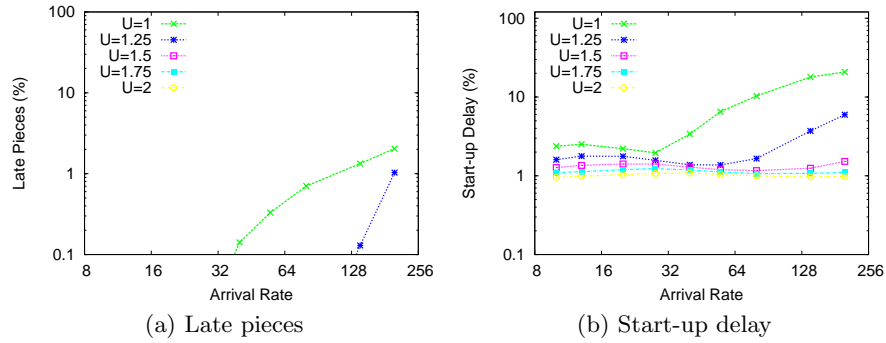 U=1
U=1.25
U=1.5
U=1.75
U=2
Late Pieces (%)
100
10
1
0.1
8 16 32 64 128 256
Arrival Rate
(a) Late pieces
U=1
U=1.25
U=1.5
U=1.75
U=2
Start-up Delay (%)
100
10
1
0.1
8 16 32 64 128 256
Arrival Rate
(b) Start-up delay